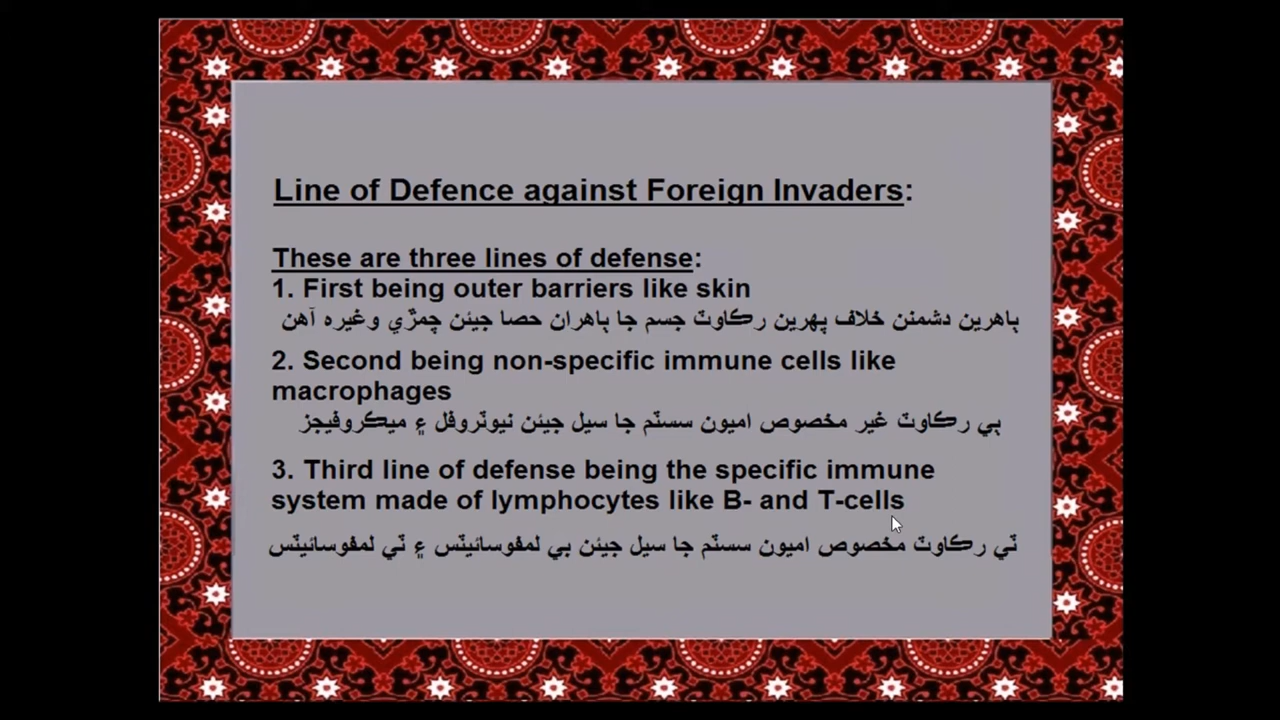 Line of Defence against Foreign Invaders:
These are three lines of defense:
1. First being outer barriers like skin
ٻاهرين دشمنن خلاف پهرين رڪاوٽ جسم جا ٻاهران حصا جيئن چمڙي وغيره آهن
2. Second being non-specific immune cells like
macrophages
ٻي رڪاوٽ غير مخصوص اميون سسٽم جا سيل جيئن نيوٽروفل ۽ ميڪروفيجز
3. Third line of defense being the specific immune
system made of lymphocytes like B- and T-cells
ٽي رڪاوٽ مخصوص اميون سسٽم جا سيل جيئن بي لمفوسائيٽس ۽ ٽي لمفوسائيٽس